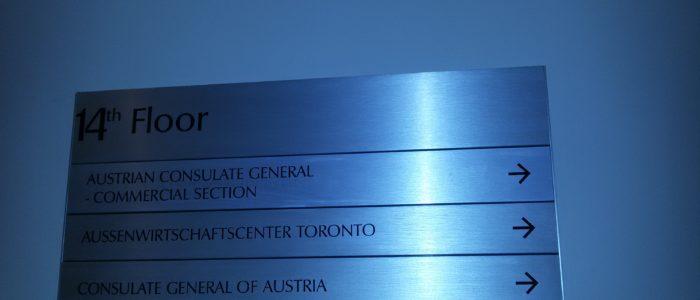 14th Floor
AUSTRIAN CONSULATE GENERAL →
- COMMERCIAL SECTION
AUSSENWIRTSCHAFTSCENTER TORONTO →
CONSULATE GENERAL OF AUSTRIA →